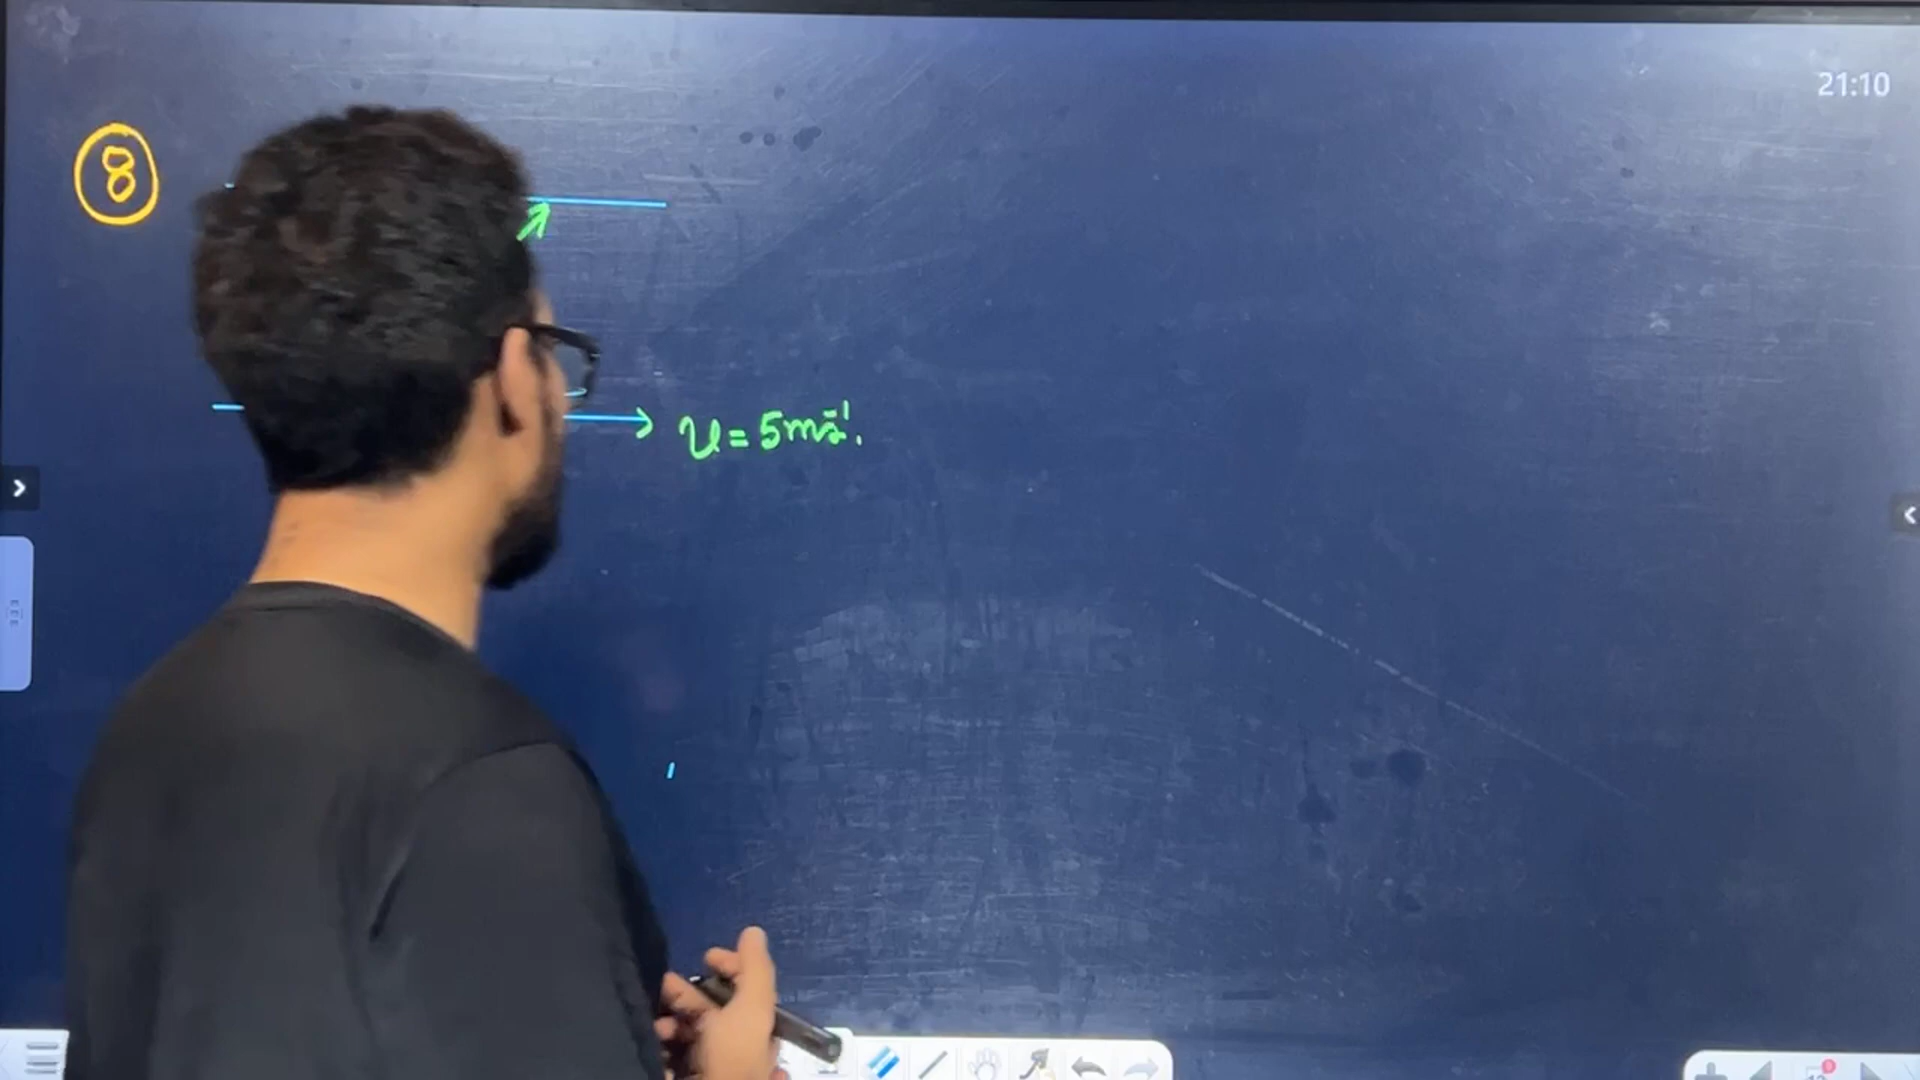 21:10
8
u = 5ms⁻¹.